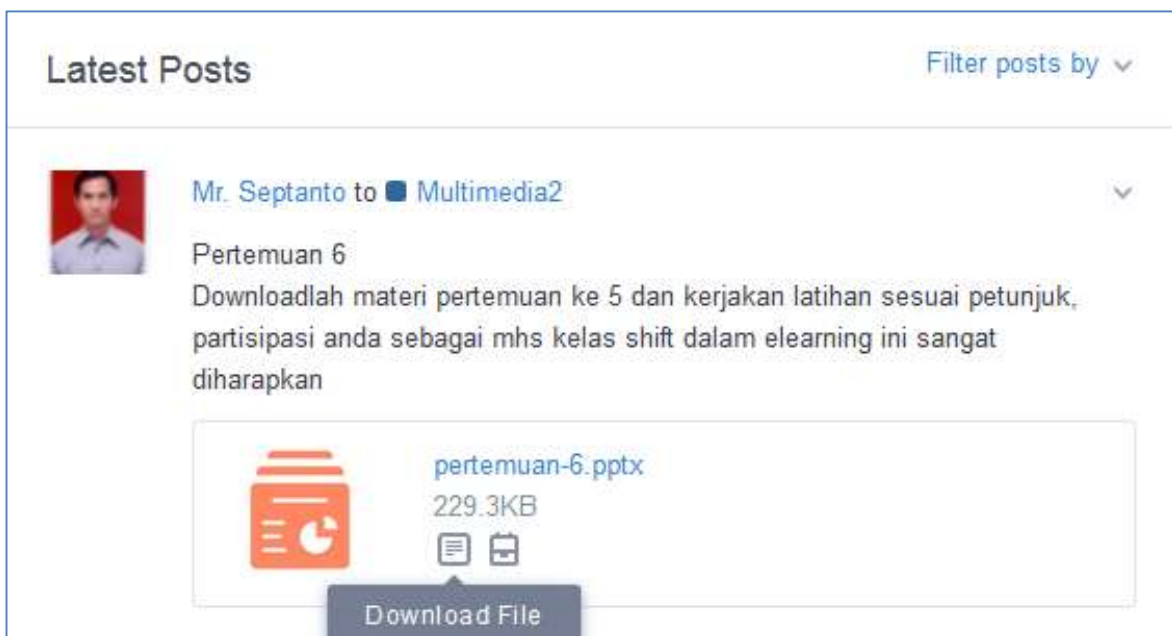 Latest Posts
Filter posts by
Mr. Septanto to Multimedia2
Pertemuan 6
Downloadlah materi pertemuan ke 5 dan kerjakan latihan sesuai petunjuk,
partisipasi anda sebagai mhs kelas shift dalam elearning ini sangat
diharapkan
pertemuan-6.pptx
229.3KB
Download File